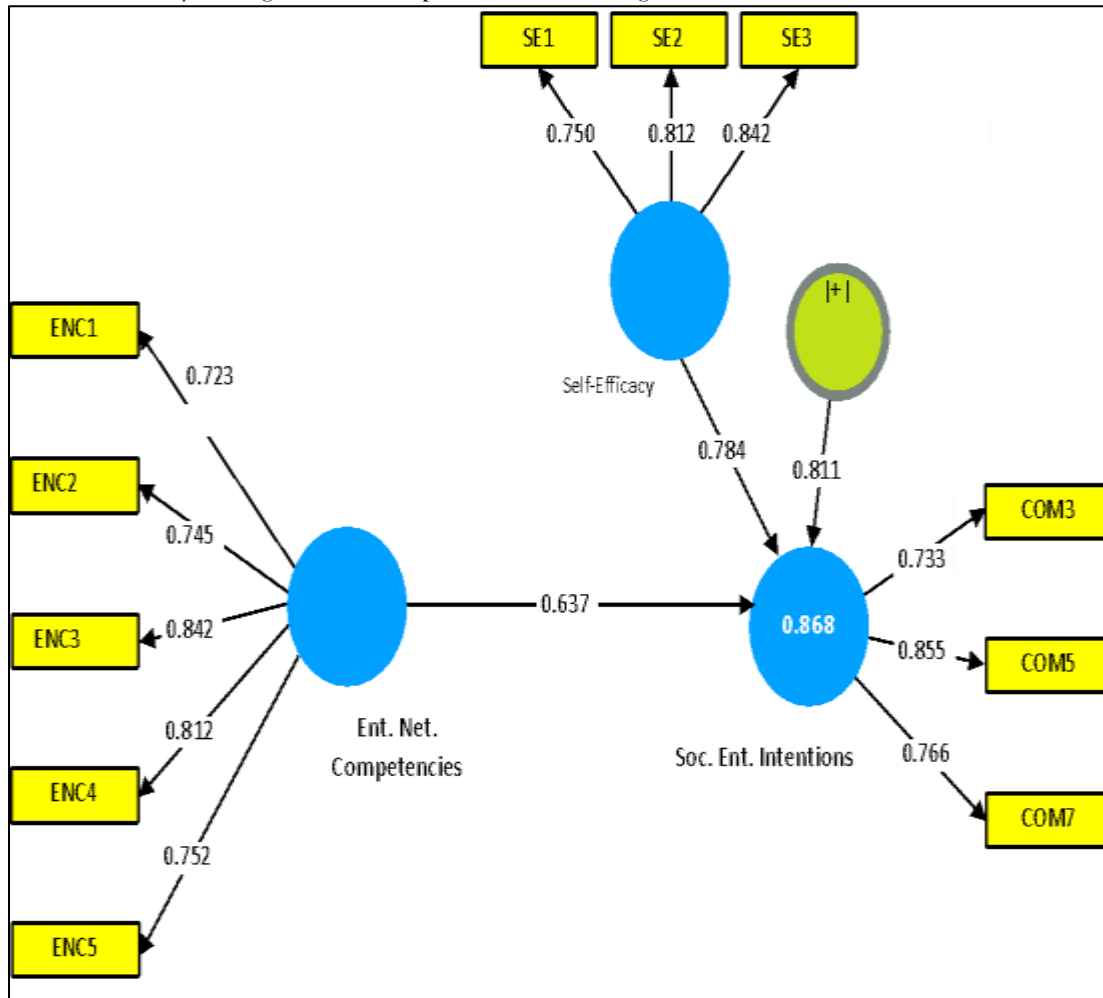 SE1 SE2 SE3
0.750 0.812 0.842
|+|
ENC1
0.723
Self-Efficacy
0.784
0.811
ENC2
0.745
COM3
0.733
ENC3
0.842
0.637
0.868
0.855
COM5
0.812
Ent. Net.
Competencies
Soc. Ent. Intentions
0.766
ENC4
COM7
0.752
ENC5